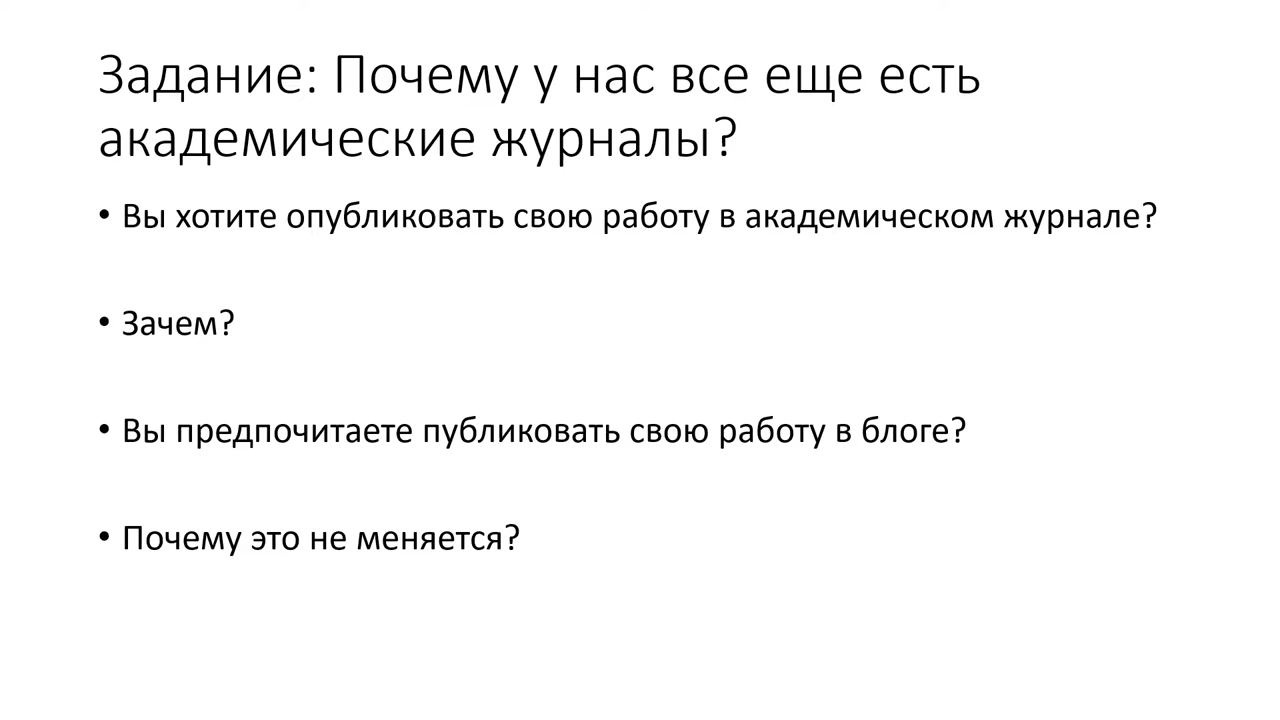 Задание: Почему у нас все еще есть
академические журналы?
• Вы хотите опубликовать свою работу в академическом журнале?
• Зачем?
• Вы предпочитаете публиковать свою работу в блоге?
• Почему это не меняется?